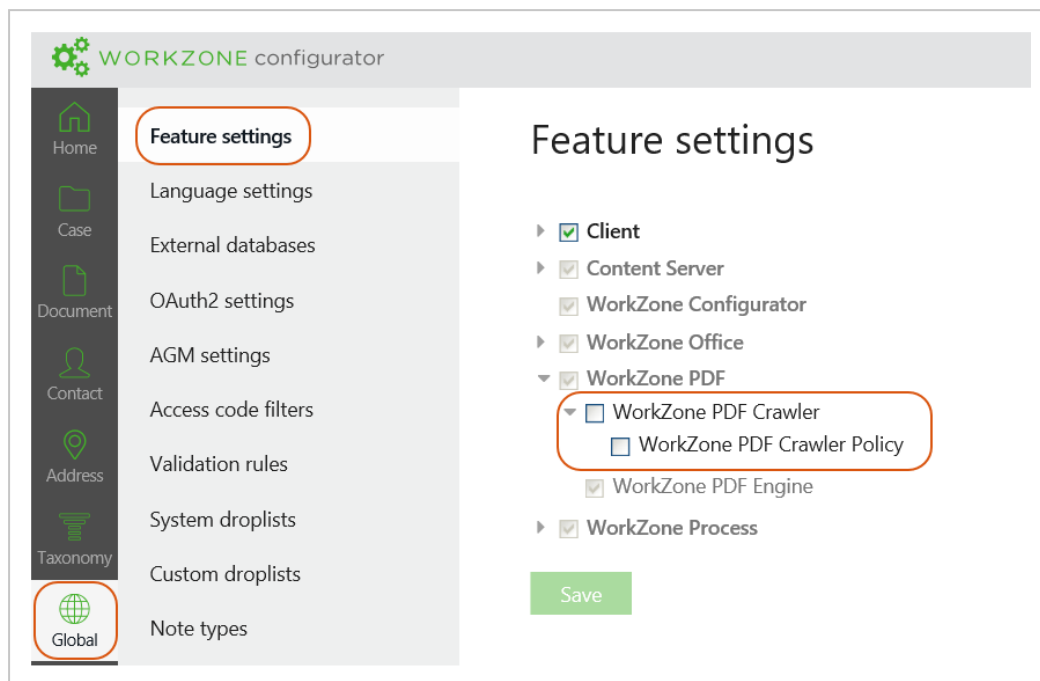 WORKZONE configurator
Home
Case
Document
Contact
Address
Taxonomy
Global
Feature settings
Language settings
External databases
OAuth2 settings
AGM settings
Access code filters
Validation rules
System droplists
Custom droplists
Note types
Feature settings
Client
Content Server
WorkZone Configurator
WorkZone Office
WorkZone PDF
WorkZone PDF Crawler
WorkZone PDF Crawler Policy
WorkZone PDF Engine
WorkZone Process
Save